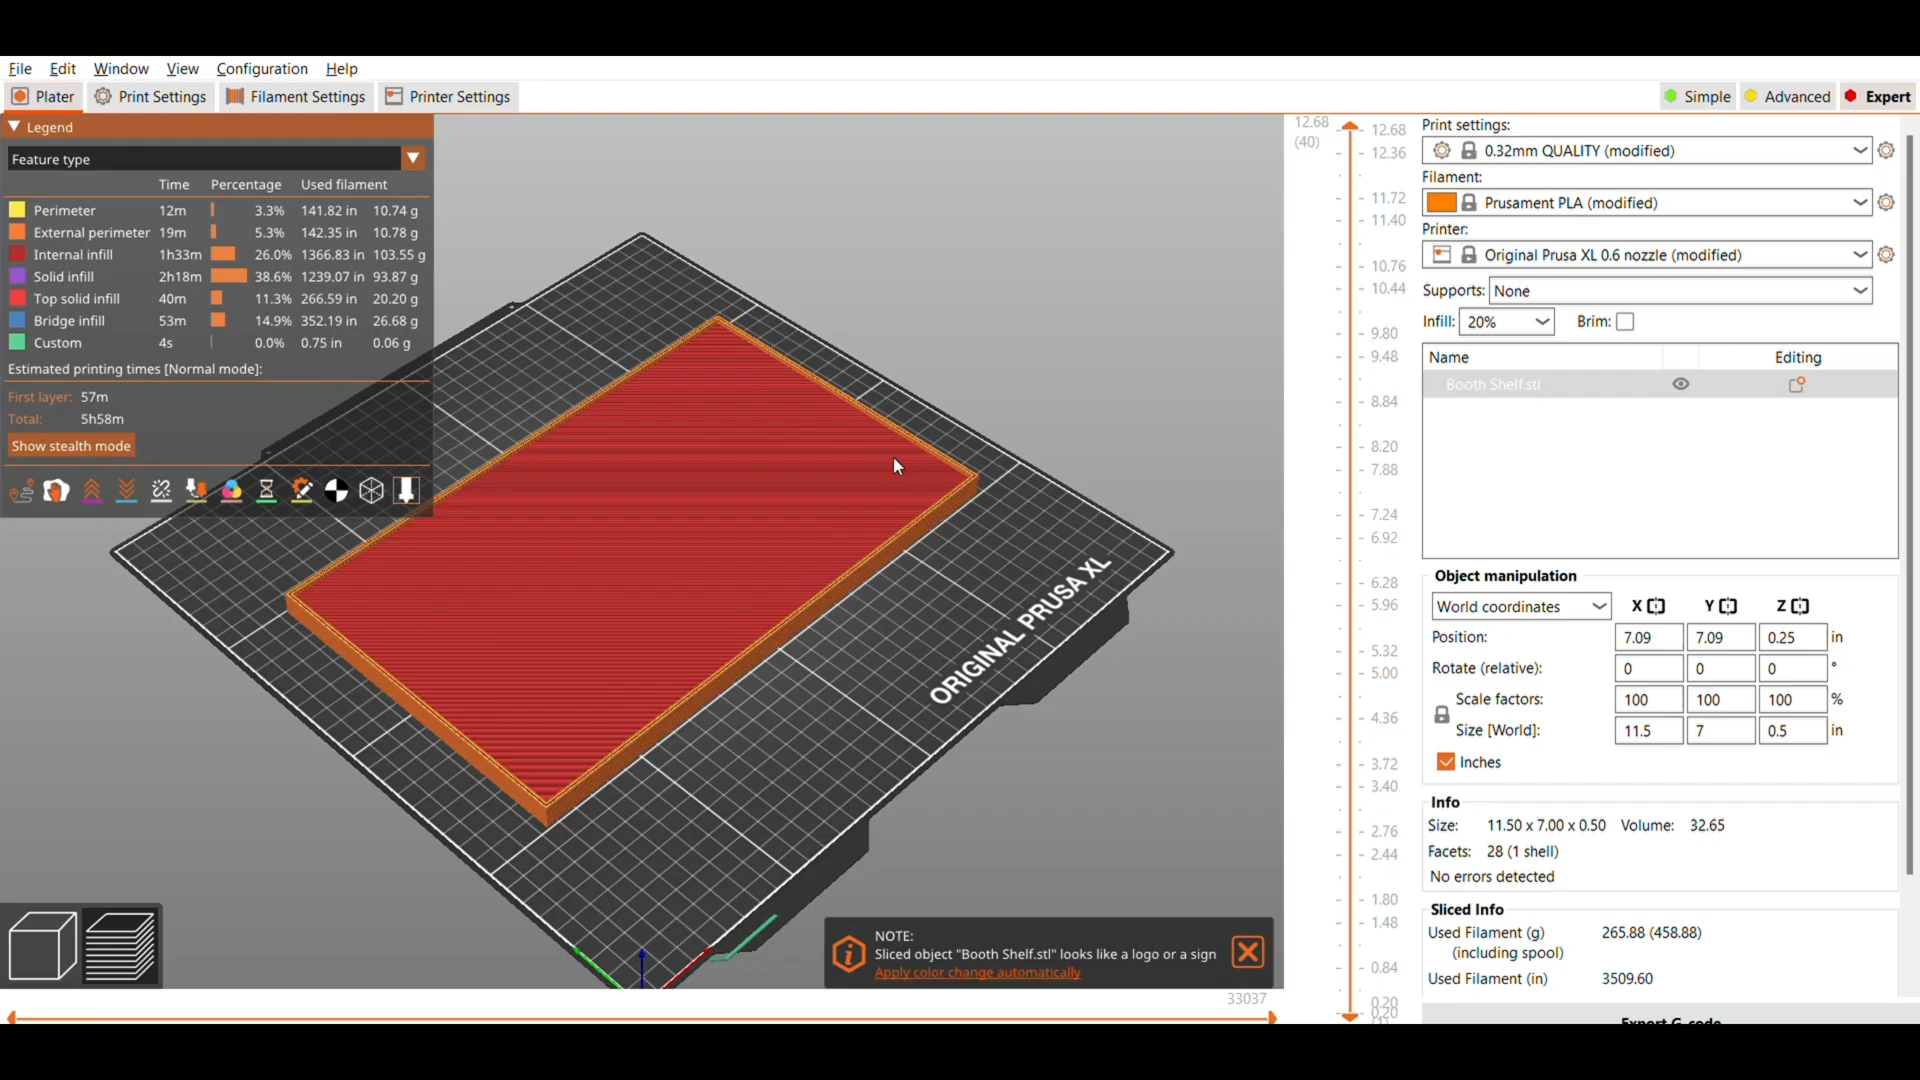 File Edit Window View Configuration Help
Plater Print Settings Filament Settings Printer Settings Simple Advanced Expert
Legend
Feature type
Time Percentage Used filament
Perimeter 12m 3.3% 141.82 in 10.74 g
External perimeter 19m 5.3% 142.35 in 10.78 g
Internal infill 1h33m 26.0% 1366.83 in 103.55 g
Solid infill 2h18m 38.6% 1239.07 in 93.87 g
Top solid infill 40m 11.3% 266.59 in 20.20 g
Bridge infill 53m 14.9% 352.19 in 26.68 g
Custom 4s 0.0% 0.75 in 0.06 g
Estimated printing times [Normal mode]:
First layer: 57m
Total: 5h58m
Show stealth mode
ORIGINAL PRUSA XL
NOTE:
Sliced object "Booth Shelf.stl" looks like a logo or a sign
Apply color change automatically
33037
12.68
(40)
12.68
12.36
11.72
11.40
10.76
10.44
9.80
9.48
8.84
8.20
7.88
7.24
6.92
6.28
5.96
5.32
5.00
4.36
3.72
3.40
2.76
2.44
1.80
1.48
0.84
0.20
0.20
Print settings:
0.32mm QUALITY (modified)
Filament:
Prusament PLA (modified)
Printer:
Original Prusa XL 0.6 nozzle (modified)
Supports: None
Infill: 20% Brim:
Name Editing
Booth Shelf.stl
Object manipulation
World coordinates X Y Z
Position: 7.09 7.09 0.25 in
Rotate (relative): 0 0 0 °
Scale factors: 100 100 100 %
Size [World]: 11.5 7 0.5 in
Inches
Info
Size: 11.50 x 7.00 x 0.50 Volume: 32.65
Facets: 28 (1 shell)
No errors detected
Sliced Info
Used Filament (g) 265.88 (458.88)
(including spool)
Used Filament (in) 3509.60
Export G-code